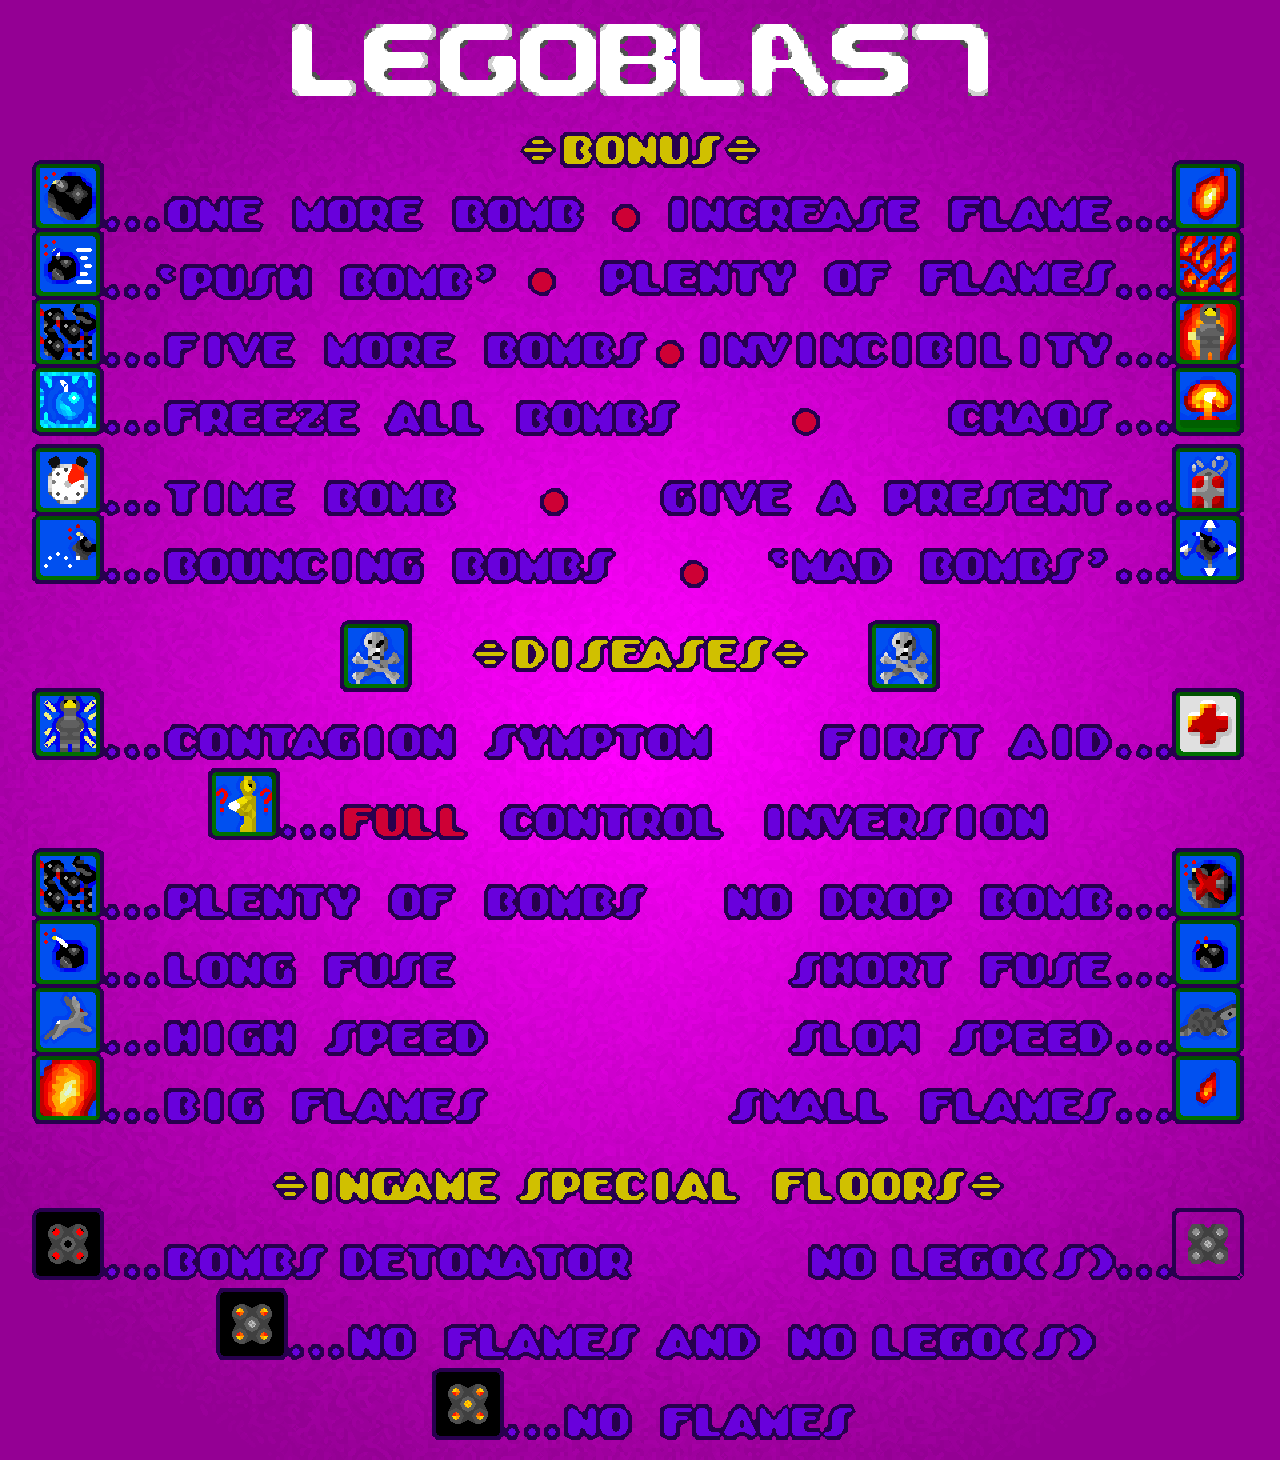 LEGOBLAST
÷BONUS÷
...ONE MORE BOMB ● INCREASE FLAME...
...‘PUSH BOMB’ ● PLENTY OF FLAMES...
...FIVE MORE BOMBS ● INVINCIBILITY...
...FREEZE ALL BOMBS ● CHAOS...
...TIME BOMB ● GIVE A PRESENT...
...BOUNCING BOMBS ● ‘MAD BOMBS’...
÷DISEASES÷
...CONTAGION SYMPTOM FIRST AID...
...FULL CONTROL INVERSION
...PLENTY OF BOMBS NO DROP BOMB...
...LONG FUSE SHORT FUSE...
...HIGH SPEED SLOW SPEED...
...BIG FLAMES SMALL FLAMES...
÷INGAME SPECIAL FLOORS÷
...BOMBS DETONATOR NO LEGO(S)...
...NO FLAMES AND NO LEGO(S)
...NO FLAMES